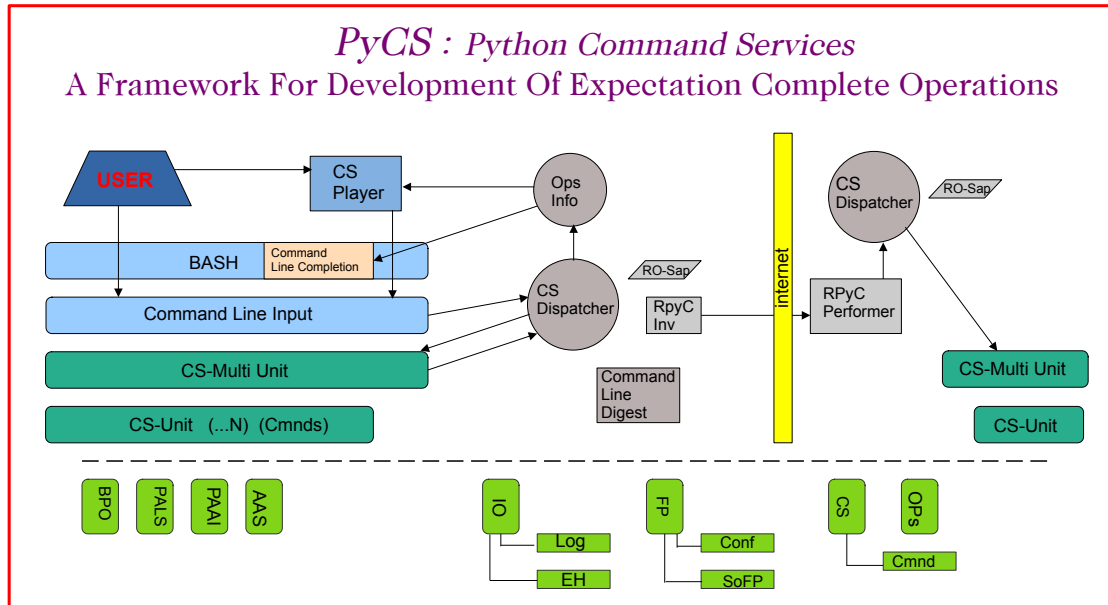 PyCS : Python Command Services
A Framework For Development Of Expectation Complete Operations
USER
CS
Player
Ops
Info
CS
Dispatcher
RO-Sap
BASH
Command
Line Completion
RO-Sap
internet
Command Line Input
CS
Dispatcher
RpyC
Inv
RPyC
Performer
CS-Multi Unit
CS-Multi Unit
Command
Line
Digest
CS-Unit (...N) (Cmnds)
CS-Unit
BPO
PALS
PAAI
AAS
IO
FP
CS
OPs
Log
Conf
Cmnd
EH
SoFP